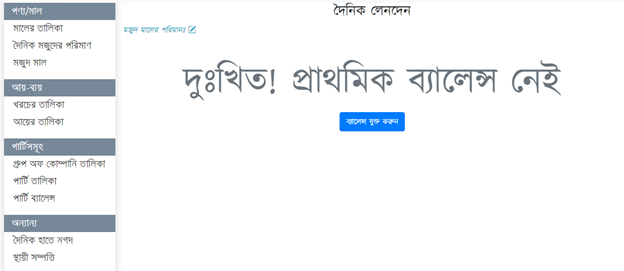 পণ্য/মাল
মালের তালিকা
দৈনিক মজুদের পরিমাণ
মজুদ মাল
আয়-ব্যয়
খরচের তালিকা
আয়ের তালিকা
পার্টিসমূহ
গ্রুপ অফ কোম্পানি তালিকা
পার্টি তালিকা
পার্টি ব্যালেন্স
অন্যান্য
দৈনিক হাতে নগদ
স্থায়ী সম্পত্তি
দৈনিক লেনদেন
মজুদ মালের পরিমানঃ
দুঃখিত! প্রাথমিক ব্যালেন্স নেই
ব্যালেন্স যুক্ত করুন